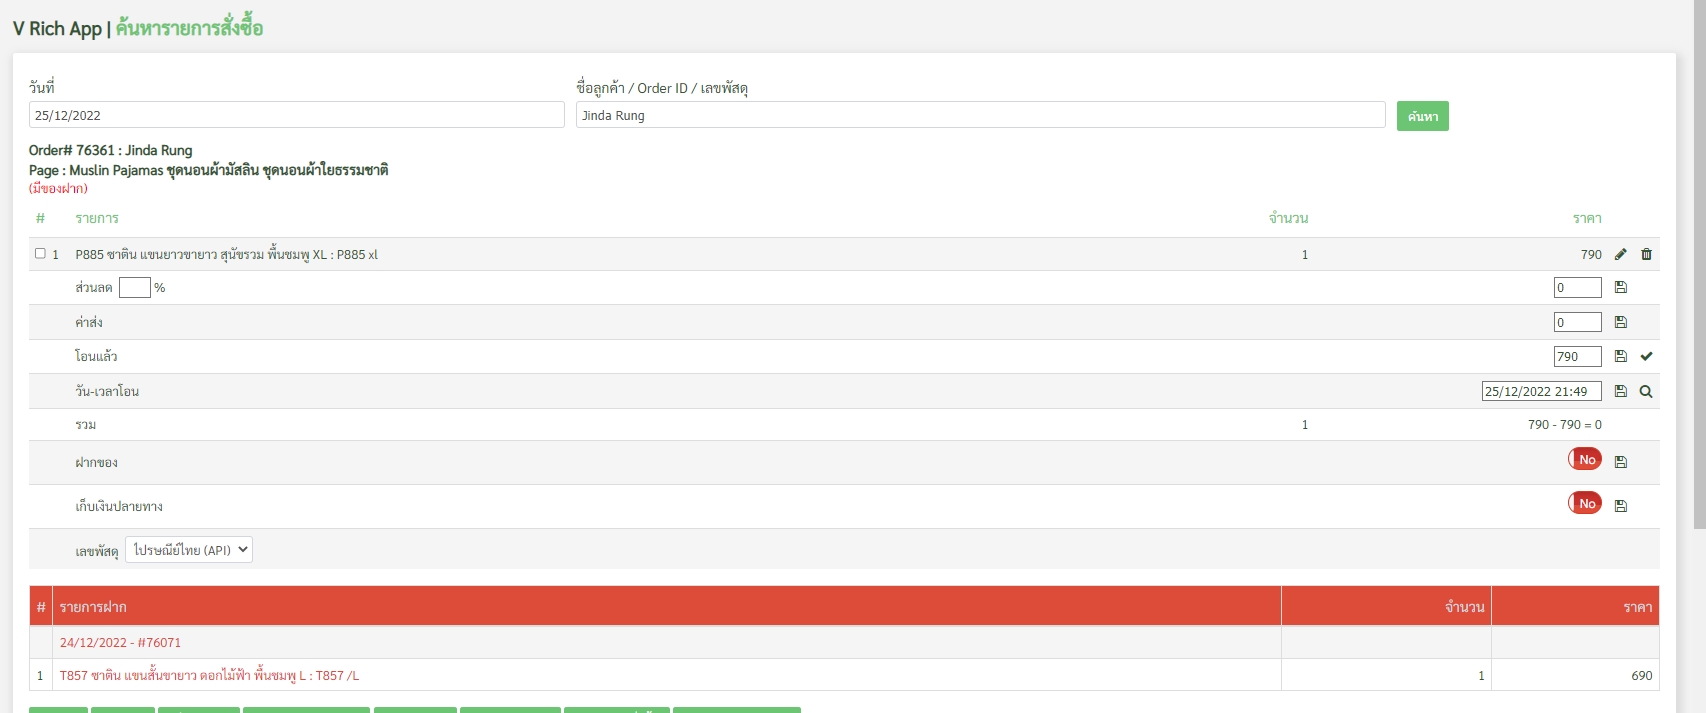 V Rich App | ค้นหารายการสั่งซื้อ
วันที่ ชื่อลูกค้า / Order ID / เลขพัสดุ
25/12/2022 Jinda Rung ค้นหา
Order# 76361 : Jinda Rung
Page : Muslin Pajamas ชุดนอนผ้ามัสลิน ชุดนอนผ้าใยธรรมชาติ
(มีของฝาก)
# รายการ จำนวน ราคา
1 P885 ซาติน แขนยาวขายาว สุนัขรวม พื้นชมพู XL : P885 xl 1 790
ส่วนลด % 0
ค่าส่ง 0
โอนแล้ว 790
วัน-เวลาโอน 25/12/2022 21:49
รวม 1 790 - 790 = 0
ฝากของ No
เก็บเงินปลายทาง No
เลขพัสดุ ไปรษณีย์ไทย (API)
# รายการฝาก จำนวน ราคา
24/12/2022 - #76071
1 T857 ซาติน แขนสั้นขายาว ดอกไม้ฟ้า พื้นชมพู L : T857 /L 1 690